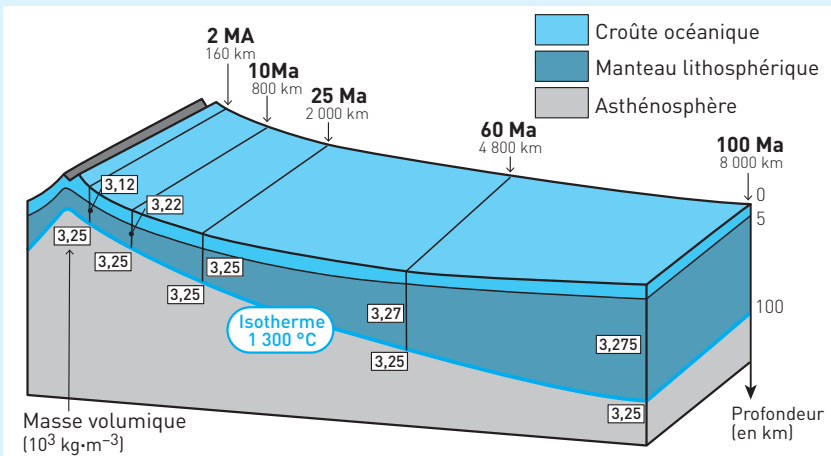 2 MA
160 km
10Ma
800 km
25 Ma
2 000 km
60 Ma
4 800 km
100 Ma
8 000 km
Croûte océanique
Manteau lithosphérique
Asthénosphère
0
5
100
3,12
3,22
3,25
3,25
3,25
3,25
3,27
3,25
3,275
3,25
Isotherme
1 300 °C
Masse volumique
(10³ kg·m⁻³)
Profondeur
(en km)